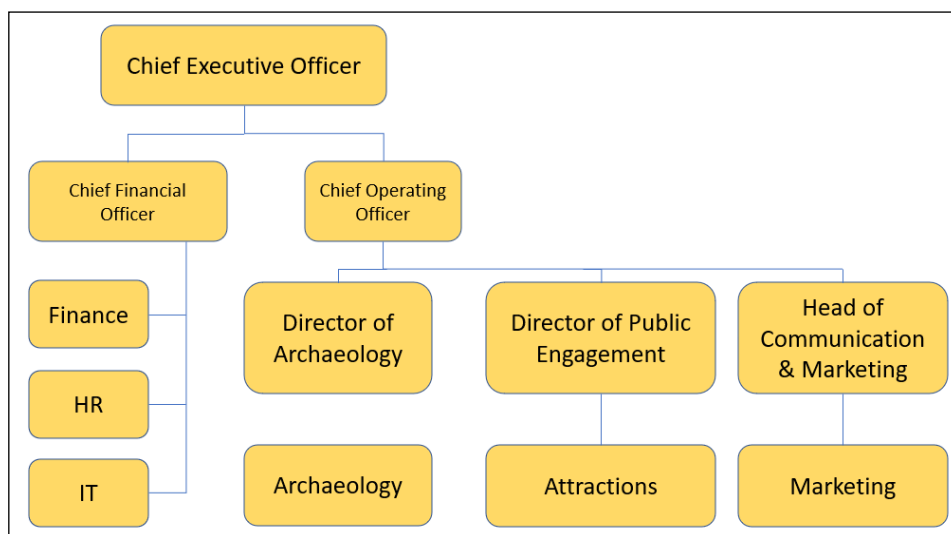 Chief Executive Officer
Chief Financial
Officer
Chief Operating
Officer
Finance
HR
IT
Director of
Archaeology
Director of Public
Engagement
Head of
Communication
& Marketing
Archaeology
Attractions
Marketing